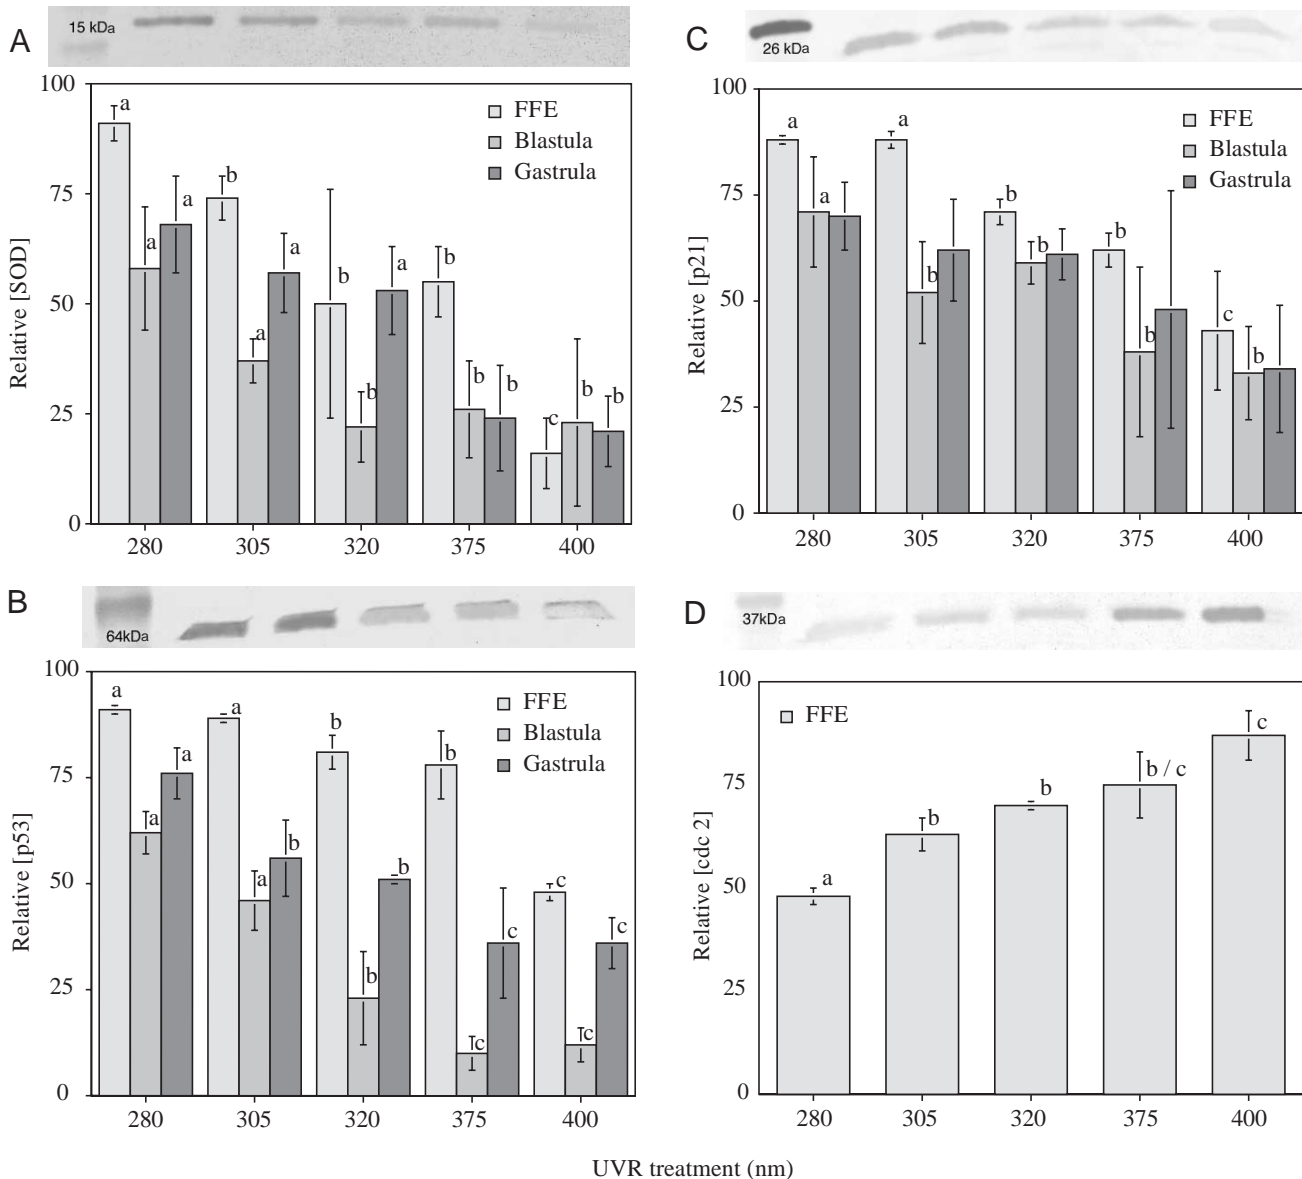 A
15 kDa
100
75
50
25
0
Relative [SOD]
FFE
Blastula
Gastrula
a
a
a
b
a
a
b
b
a
b
b
b
c
b
b
280 305 320 375 400
C
26 kDa
100
75
50
25
0
Relative [p21]
FFE
Blastula
Gastrula
a
a
a
b
b
b
b
b
c
b
280 305 320 375 400
B
64kDa
100
75
50
25
0
Relative [p53]
FFE
Blastula
Gastrula
a
a
a
a
a
b
b
b
b
b
c
c
c
c
c
280 305 320 375 400
D
37kDa
100
75
50
25
0
Relative [cdc 2]
FFE
a
b
b
b / c
c
280 305 320 375 400
UVR treatment (nm)